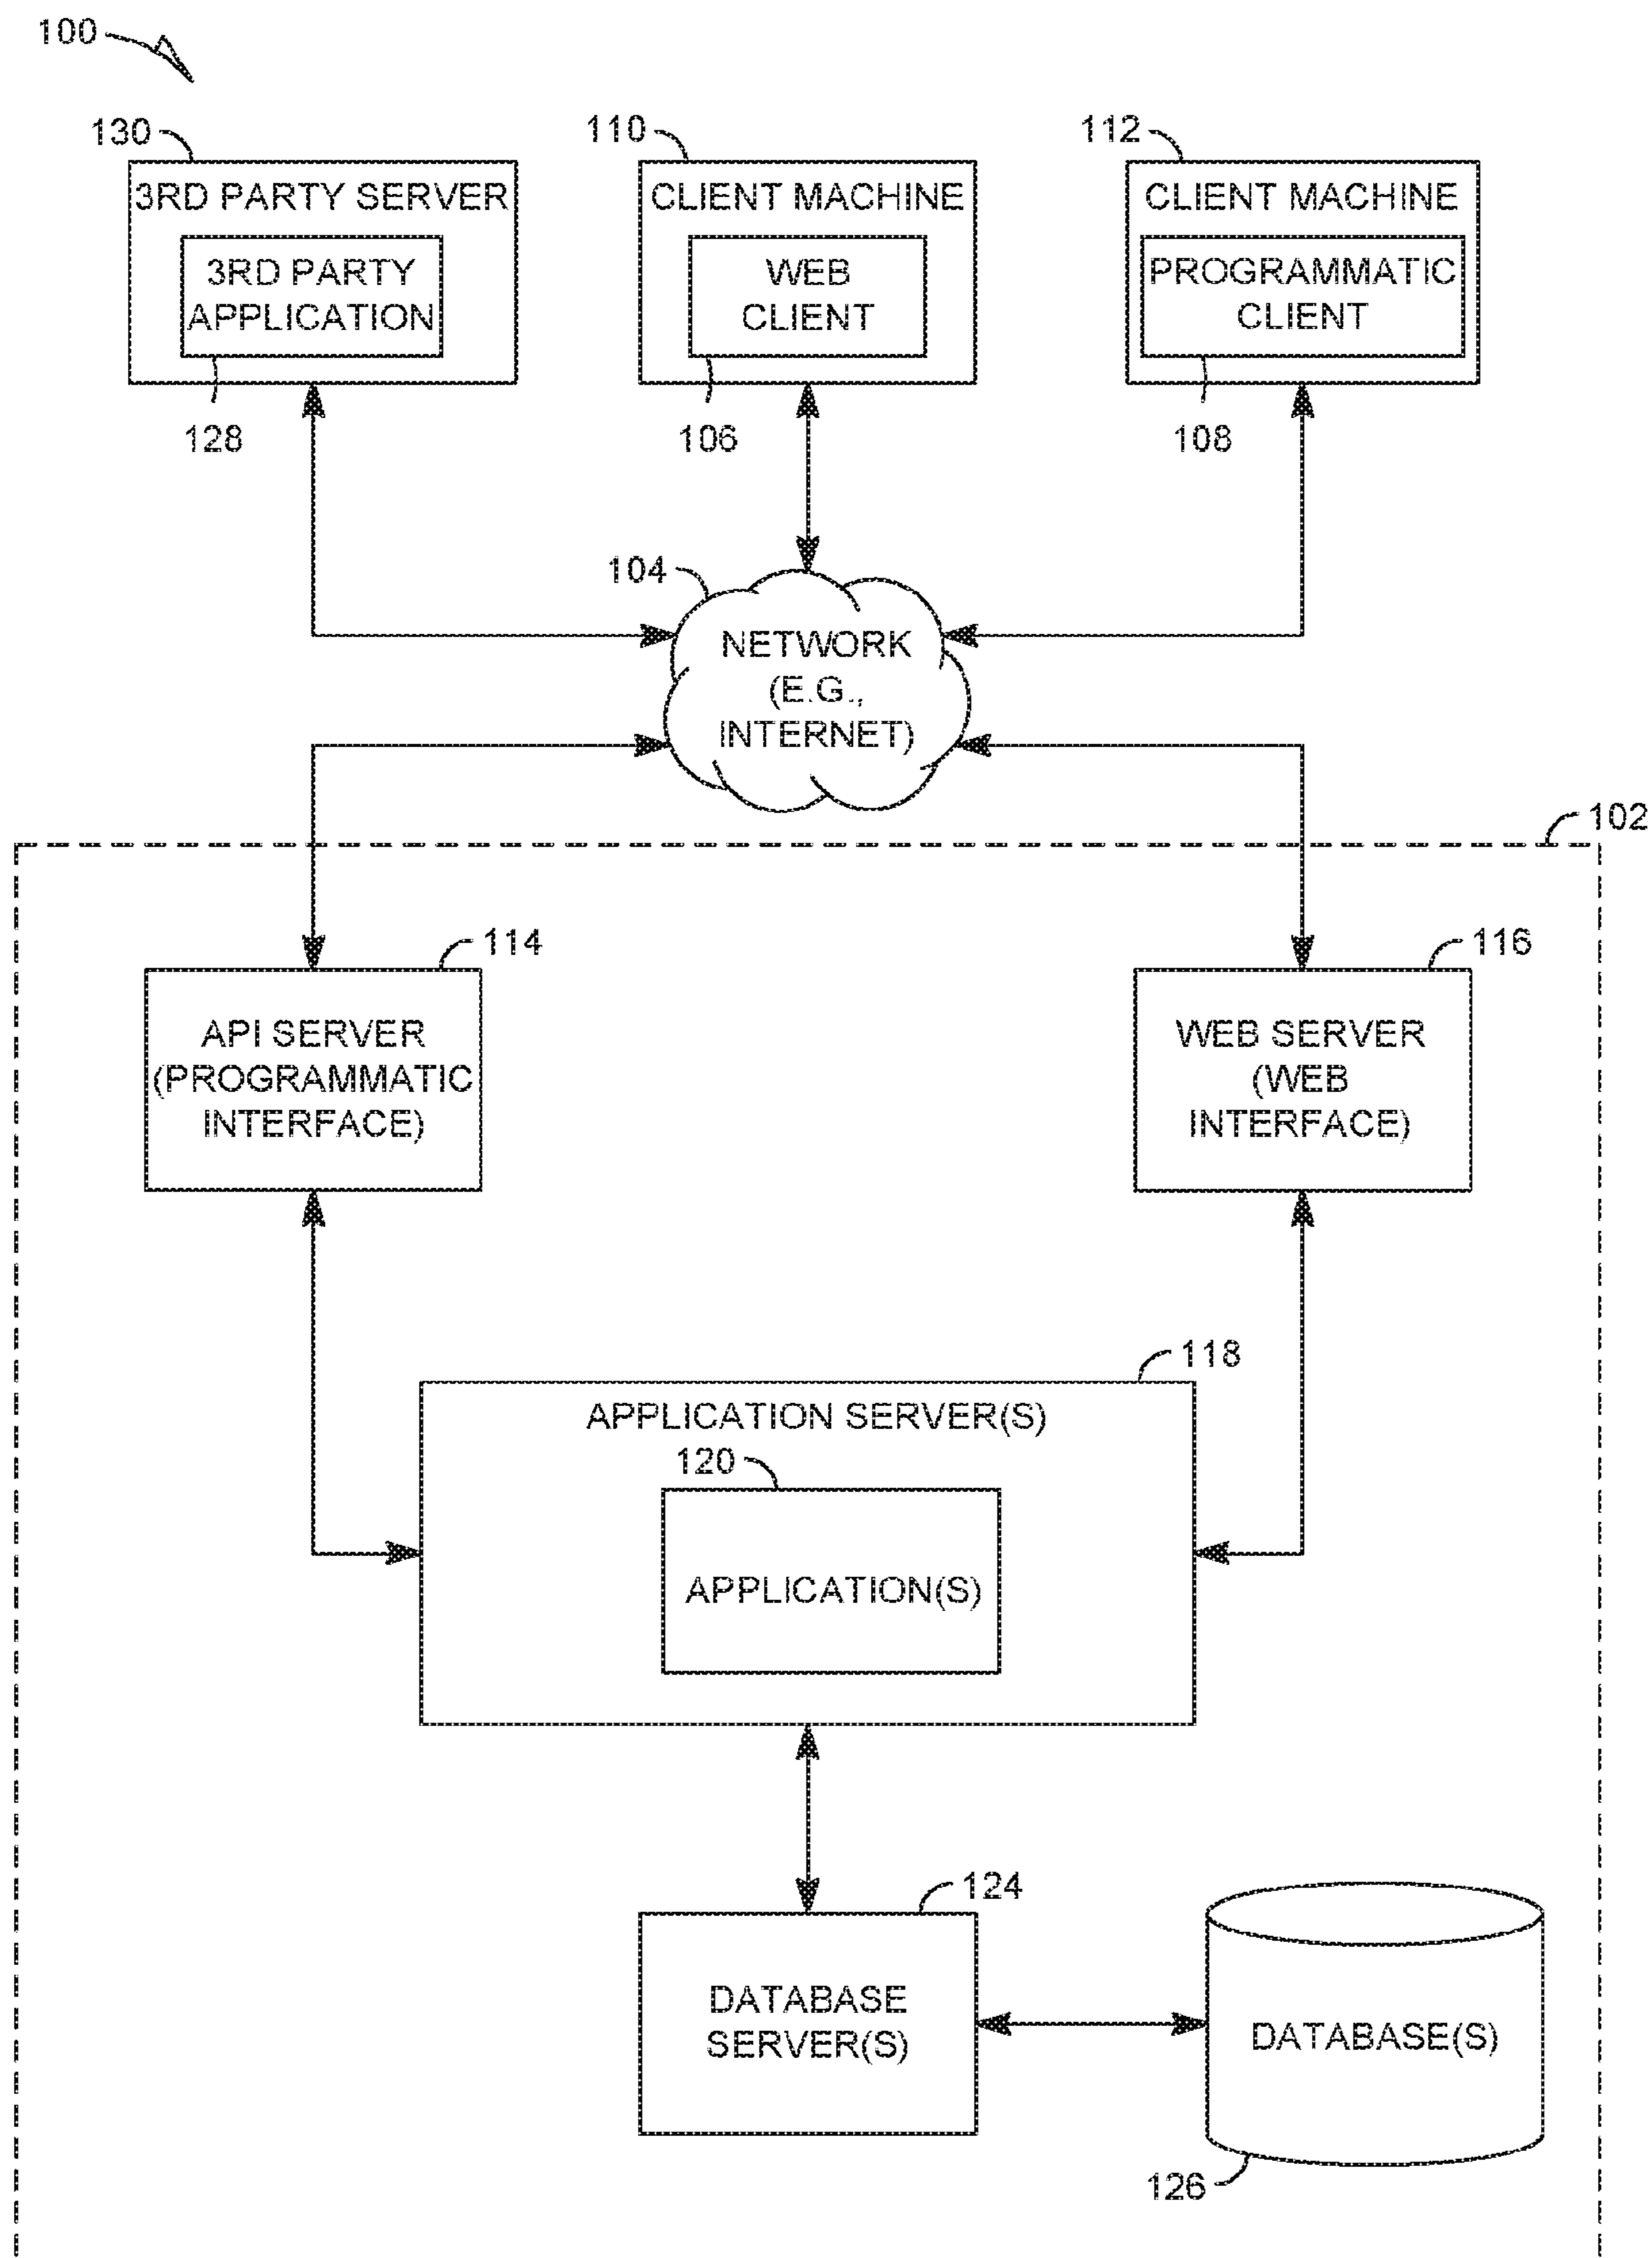 100
130
110
112
3RD PARTY SERVER
CLIENT MACHINE
CLIENT MACHINE
3RD PARTY
APPLICATION
WEB
CLIENT
PROGRAMMATIC
CLIENT
128
106
108
104
NETWORK
(E.G.,
INTERNET)
102
114
116
API SERVER
(PROGRAMMATIC
INTERFACE)
WEB SERVER
(WEB
INTERFACE)
118
APPLICATION SERVER(S)
120
APPLICATION(S)
124
DATABASE
SERVER(S)
DATABASE(S)
126